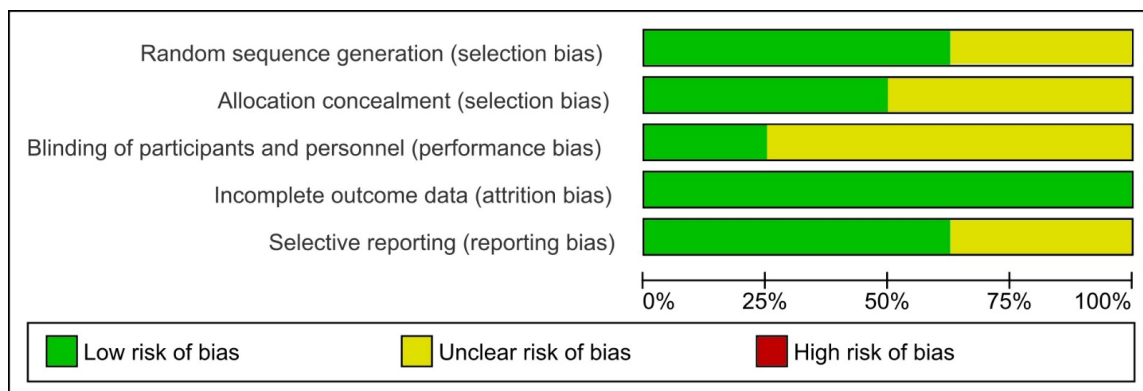 Random sequence generation (selection bias)
Allocation concealment (selection bias)
Blinding of participants and personnel (performance bias)
Incomplete outcome data (attrition bias)
Selective reporting (reporting bias)
0% 25% 50% 75% 100%
Low risk of bias Unclear risk of bias High risk of bias